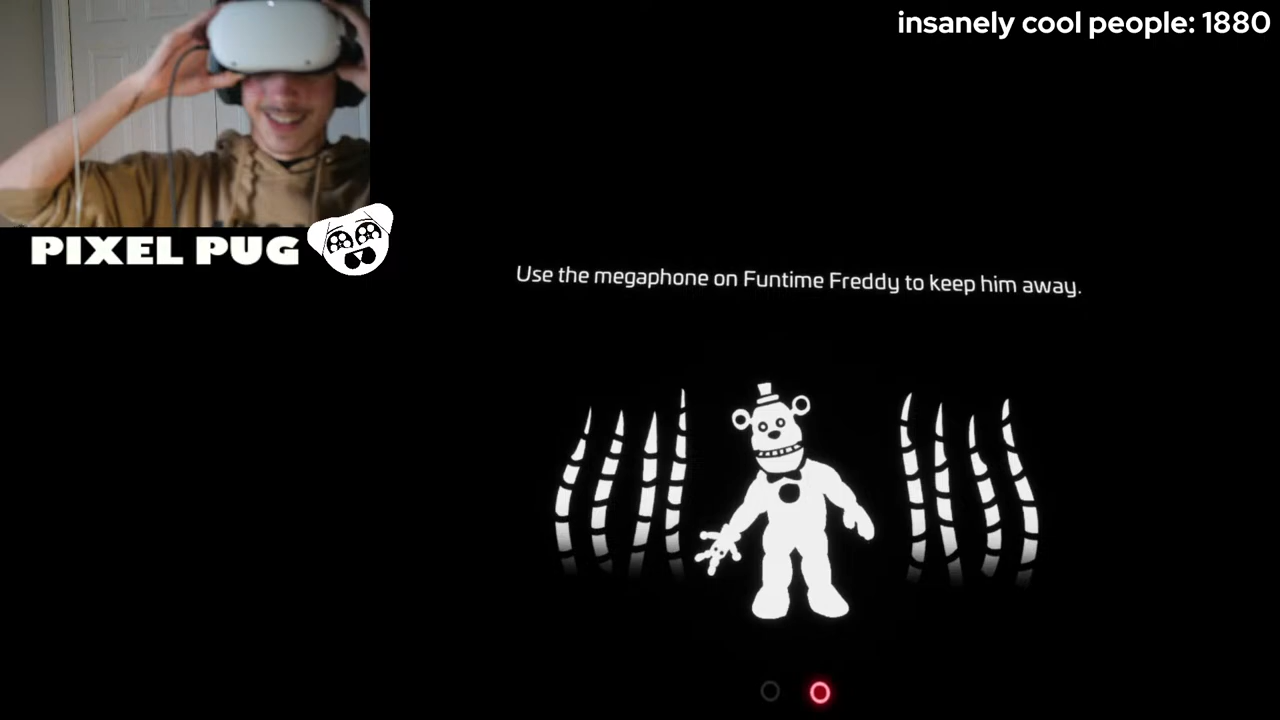 insanely cool people: 1880
PIXEL PUG
Use the megaphone on Funtime Freddy to keep him away.